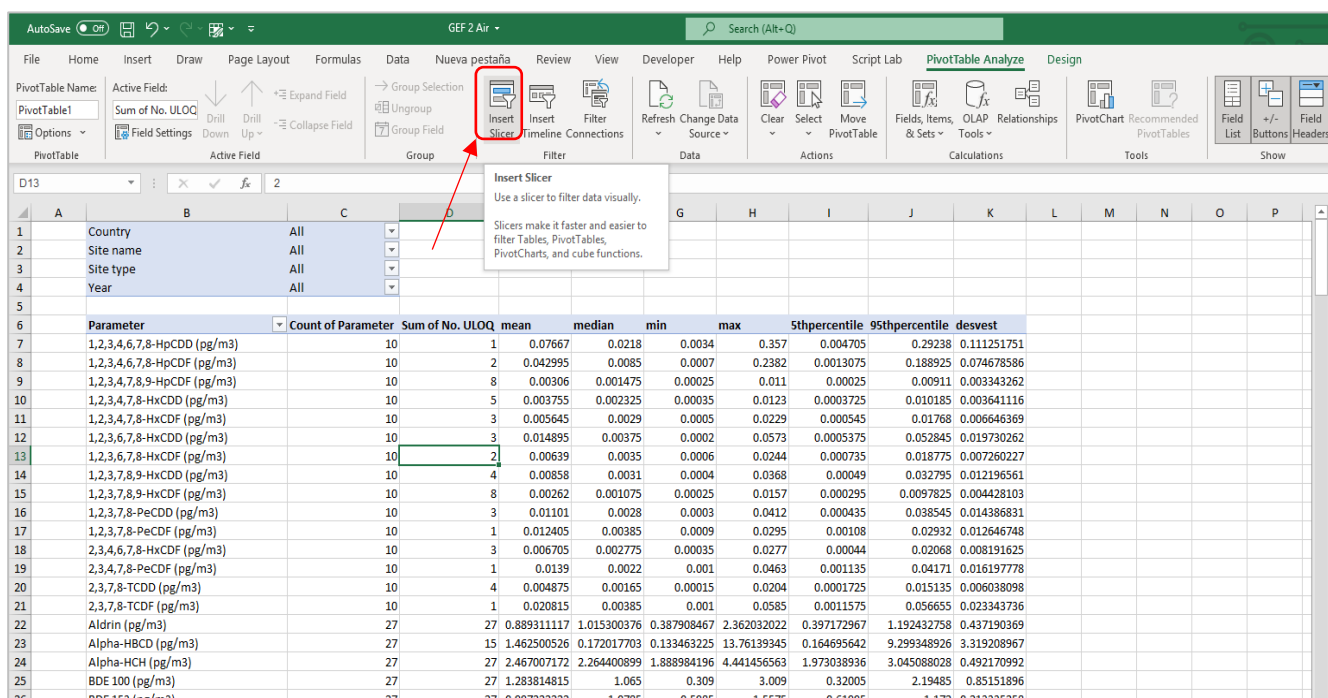 AutoSave Off GEF 2 Air Search (Alt+Q)
File Home Insert Draw Page Layout Formulas Data Nueva pestaña Review View Developer Help Power Pivot Script Lab PivotTable Analyze Design
PivotTable Name: Active Field: Group Selection
PivotTable1 Sum of No. ULOQ Drill Down Drill Up Expand Field Ungroup Insert Slicer Insert Timeline Filter Connections Refresh Change Data Source Clear Select Move PivotTable Fields, Items, & Sets OLAP Tools Relationships PivotChart Recommended PivotTables Field List +/- Buttons Field Headers
Options Field Settings Collapse Field Group Field
PivotTable Active Field Group Filter Data Actions Calculations Tools Show
D13 fx 2
Insert Slicer
Use a slicer to filter data visually.
Slicers make it faster and easier to
filter Tables, PivotTables,
PivotCharts, and cube functions.
A B C D G H I J K L M N O P
1 Country All
2 Site name All
3 Site type All
4 Year All
5
6 Parameter Count of Parameter Sum of No. ULOQ mean median min max 5thpercentile 95thpercentile desvest
7 1,2,3,4,6,7,8-HpCDD (pg/m3) 10 1 0.07667 0.0218 0.0034 0.357 0.004705 0.29238 0.111251751
8 1,2,3,4,6,7,8-HpCDF (pg/m3) 10 2 0.042995 0.0085 0.0007 0.2382 0.0013075 0.188925 0.074678586
9 1,2,3,4,7,8,9-HpCDF (pg/m3) 10 8 0.00306 0.001475 0.00025 0.011 0.00025 0.00911 0.003343262
10 1,2,3,4,7,8-HxCDD (pg/m3) 10 5 0.003755 0.002325 0.00035 0.0123 0.0003725 0.010185 0.003641116
11 1,2,3,4,7,8-HxCDF (pg/m3) 10 3 0.005645 0.0029 0.0005 0.0229 0.000545 0.01768 0.006646369
12 1,2,3,6,7,8-HxCDD (pg/m3) 10 3 0.014895 0.00375 0.0002 0.0573 0.0005375 0.052845 0.019730262
13 1,2,3,6,7,8-HxCDF (pg/m3) 10 2 0.00639 0.0035 0.0006 0.0244 0.000735 0.018775 0.007260227
14 1,2,3,7,8,9-HxCDD (pg/m3) 10 4 0.00858 0.0031 0.0004 0.0368 0.00049 0.032795 0.012196561
15 1,2,3,7,8,9-HxCDF (pg/m3) 10 8 0.00262 0.001075 0.00025 0.0157 0.000295 0.0097825 0.004428103
16 1,2,3,7,8-PeCDD (pg/m3) 10 3 0.01101 0.0028 0.0003 0.0412 0.000435 0.038545 0.014386831
17 1,2,3,7,8-PeCDF (pg/m3) 10 1 0.012405 0.00385 0.0009 0.0295 0.00108 0.02932 0.012646748
18 2,3,4,6,7,8-HxCDF (pg/m3) 10 3 0.006705 0.002775 0.00035 0.0277 0.00044 0.02068 0.008191625
19 2,3,4,7,8-PeCDF (pg/m3) 10 1 0.0139 0.0022 0.001 0.0463 0.001135 0.04171 0.016197778
20 2,3,7,8-TCDD (pg/m3) 10 4 0.004875 0.00165 0.00015 0.0204 0.0001725 0.015135 0.006038098
21 2,3,7,8-TCDF (pg/m3) 10 1 0.020815 0.00385 0.001 0.0585 0.0011575 0.056655 0.023343736
22 Aldrin (pg/m3) 27 27 0.889311117 1.015300376 0.387908467 2.362032022 0.397172967 1.192432758 0.437190369
23 Alpha-HBCD (pg/m3) 27 15 1.462500526 0.172017703 0.133463225 13.76139345 0.164695642 9.299348926 3.319208967
24 Alpha-HCH (pg/m3) 27 27 2.467007172 2.264400899 1.888984196 4.441456563 1.973038936 3.045088028 0.492170992
25 BDE 100 (pg/m3) 27 27 1.283814815 1.065 0.309 3.009 0.32005 2.19485 0.85151896